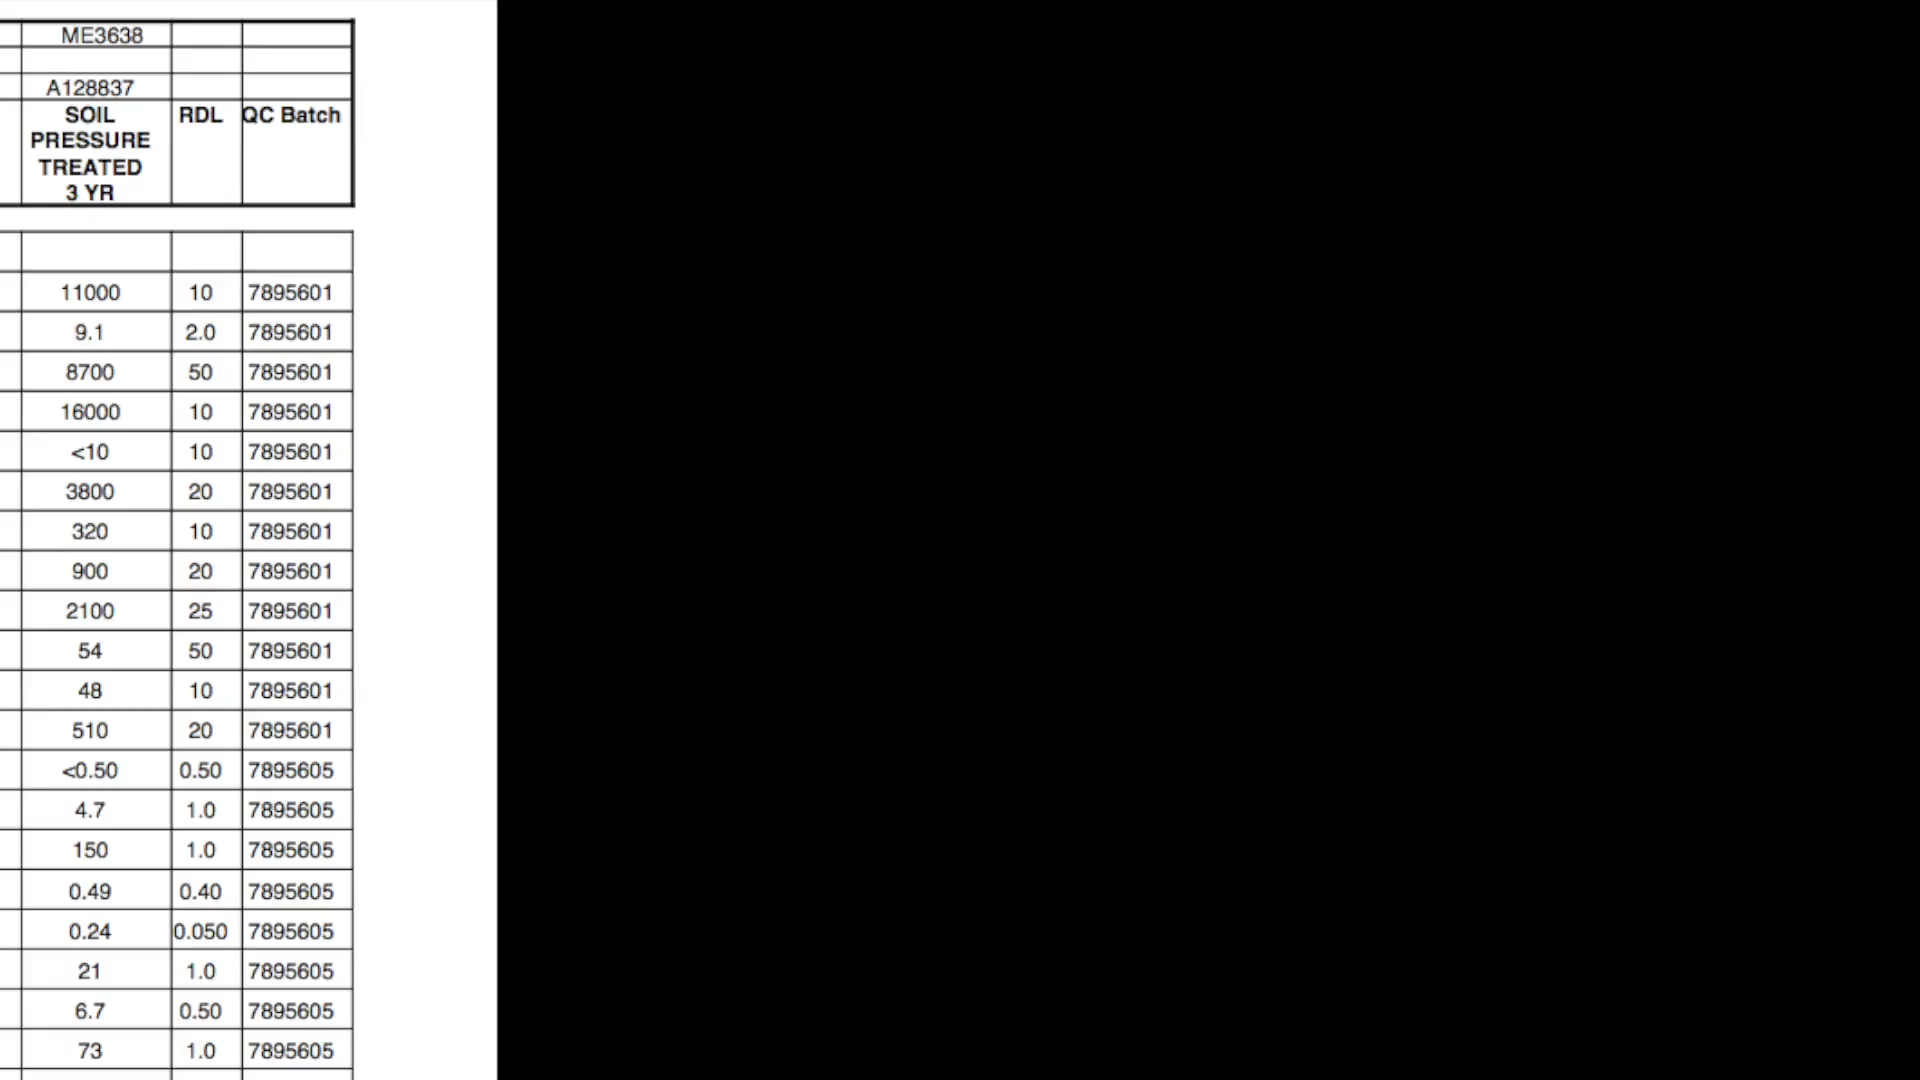 ME3638
A128837
SOIL PRESSURE TREATED 3 YR RDL QC Batch
11000 10 7895601
9.1 2.0 7895601
8700 50 7895601
16000 10 7895601
<10 10 7895601
3800 20 7895601
320 10 7895601
900 20 7895601
2100 25 7895601
54 50 7895601
48 10 7895601
510 20 7895601
<0.50 0.50 7895605
4.7 1.0 7895605
150 1.0 7895605
0.49 0.40 7895605
0.24 0.050 7895605
21 1.0 7895605
6.7 0.50 7895605
73 1.0 7895605